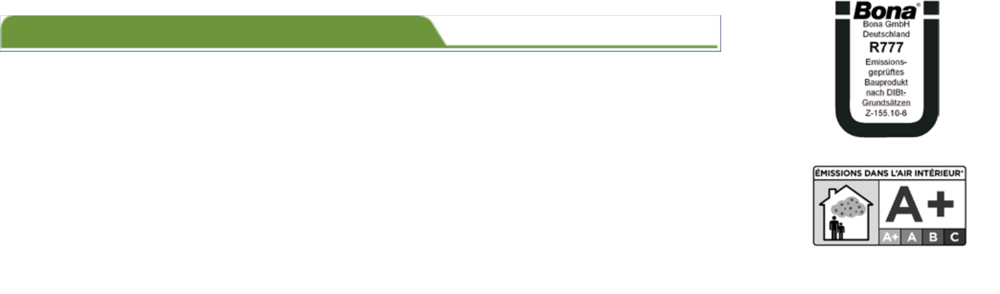 Bona®
Bona GmbH
Deutschland
R777
Emissions-
geprüftes
Bauprodukt
nach DIBt-
Grundsätzen
Z-155.10-6
ÉMISSIONS DANS L'AIR INTÉRIEUR*
A+
A+ A B C